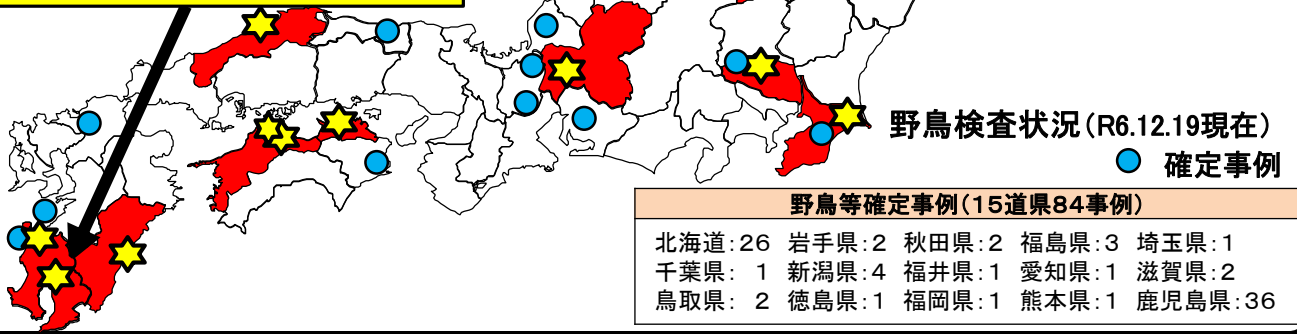 野鳥検査状況(R6.12.19現在)
確定事例
野鳥等確定事例(15道県84事例)
北海道:26 岩手県:2 秋田県:2 福島県:3 埼玉県:1
千葉県: 1 新潟県:4 福井県:1 愛知県:1 滋賀県:2
鳥取県: 2 徳島県:1 福岡県:1 熊本県:1 鹿児島県:36